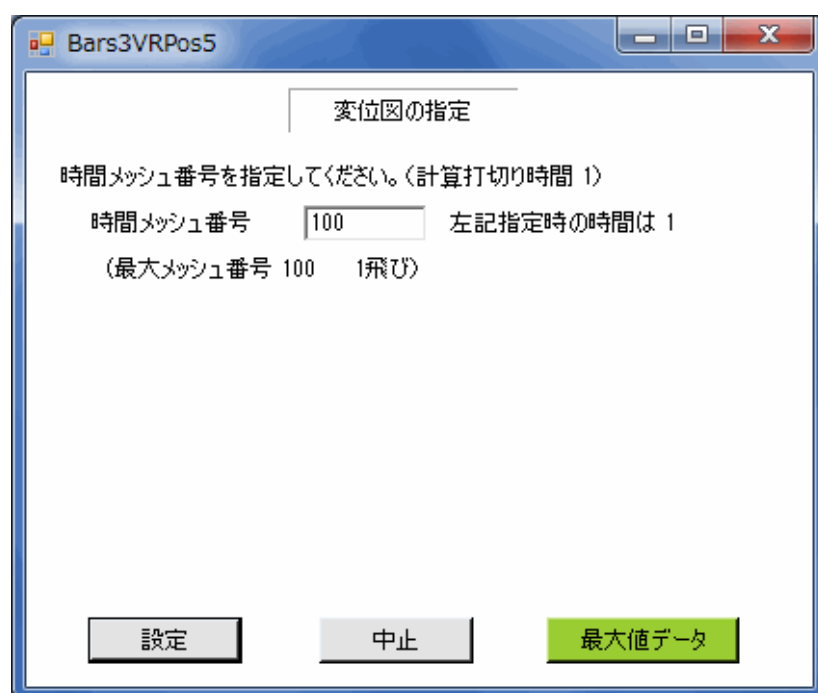 Bars3VRPos5
変位図の指定
時間メッシュ番号を指定してください。（計算打切り時間 1）
時間メッシュ番号 100 左記指定時の時間は 1
（最大メッシュ番号 100 1飛び）
設定 中止 最大値データ